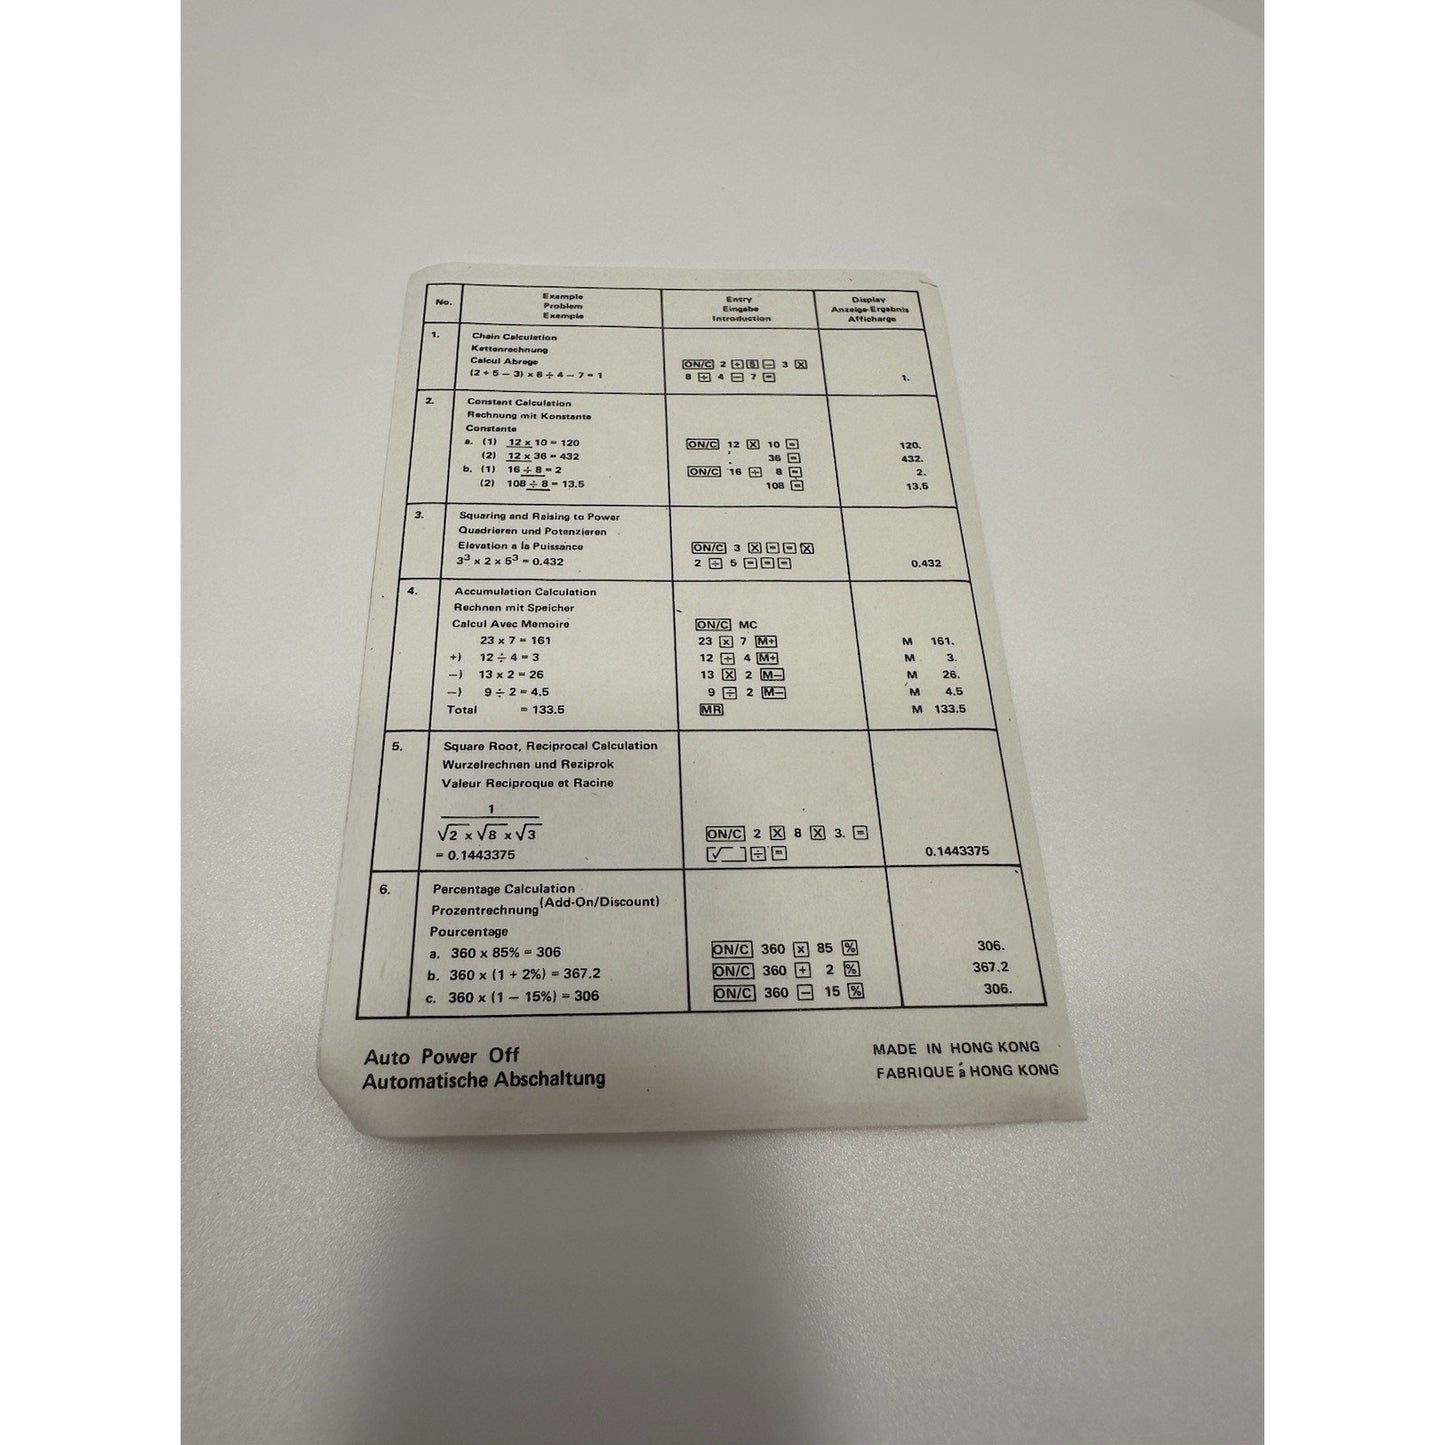 No.
Example
Problem
Exemple
Entry
Eingabe
Introduction
Display
Anzeige-Ergebnis
Afficharge
1.
Chain Calculation
Kettenrechnung
Calcul Abrege
(2 + 5 — 3) x 8 ÷ 4 — 7 = 1
ON/C 2 + 5 — 3 X
8 ÷ 4 — 7 =
1.
2.
Constant Calculation
Rechnung mit Konstante
Constante
a. (1) 12 x 10 = 120
(2) 12 x 36 = 432
b. (1) 16 ÷ 8 = 2
(2) 108 ÷ 8 = 13.5
ON/C 12 X 10 =
36 =
ON/C 16 ÷ 8 =
108 =
120.
432.
2.
13.5
3.
Squaring and Raising to Power
Quadrieren und Potenzieren
Elevation a la Puissance
3³ x 2 x 5³ = 0.432
ON/C 3 X = = X
2 ÷ 5 = = =
0.432
4.
Accumulation Calculation
Rechnen mit Speicher
Calcul Avec Memoire
23 x 7 = 161
+) 12 ÷ 4 = 3
—) 13 x 2 = 26
—) 9 ÷ 2 = 4.5
Total = 133.5
ON/C MC
23 x 7 M+
12 ÷ 4 M+
13 X 2 M—
9 ÷ 2 M—
MR
M 161.
M 3.
M 26.
M 4.5
M 133.5
5.
Square Root, Reciprocal Calculation
Wurzelrechnen und Reziprok
Valeur Reciproque et Racine
1
√2 x √8 x √3
= 0.1443375
ON/C 2 X 8 X 3. =
√ ÷ =
0.1443375
6.
Percentage Calculation
Prozentrechnung (Add-On/Discount)
Pourcentage
a. 360 x 85% = 306
b. 360 x (1 + 2%) = 367.2
c. 360 x (1 — 15%) = 306
ON/C 360 x 85 %
ON/C 360 + 2 %
ON/C 360 — 15 %
306.
367.2
306.
Auto Power Off
Automatische Abschaltung
MADE IN HONG KONG
FABRIQUE á HONG KONG